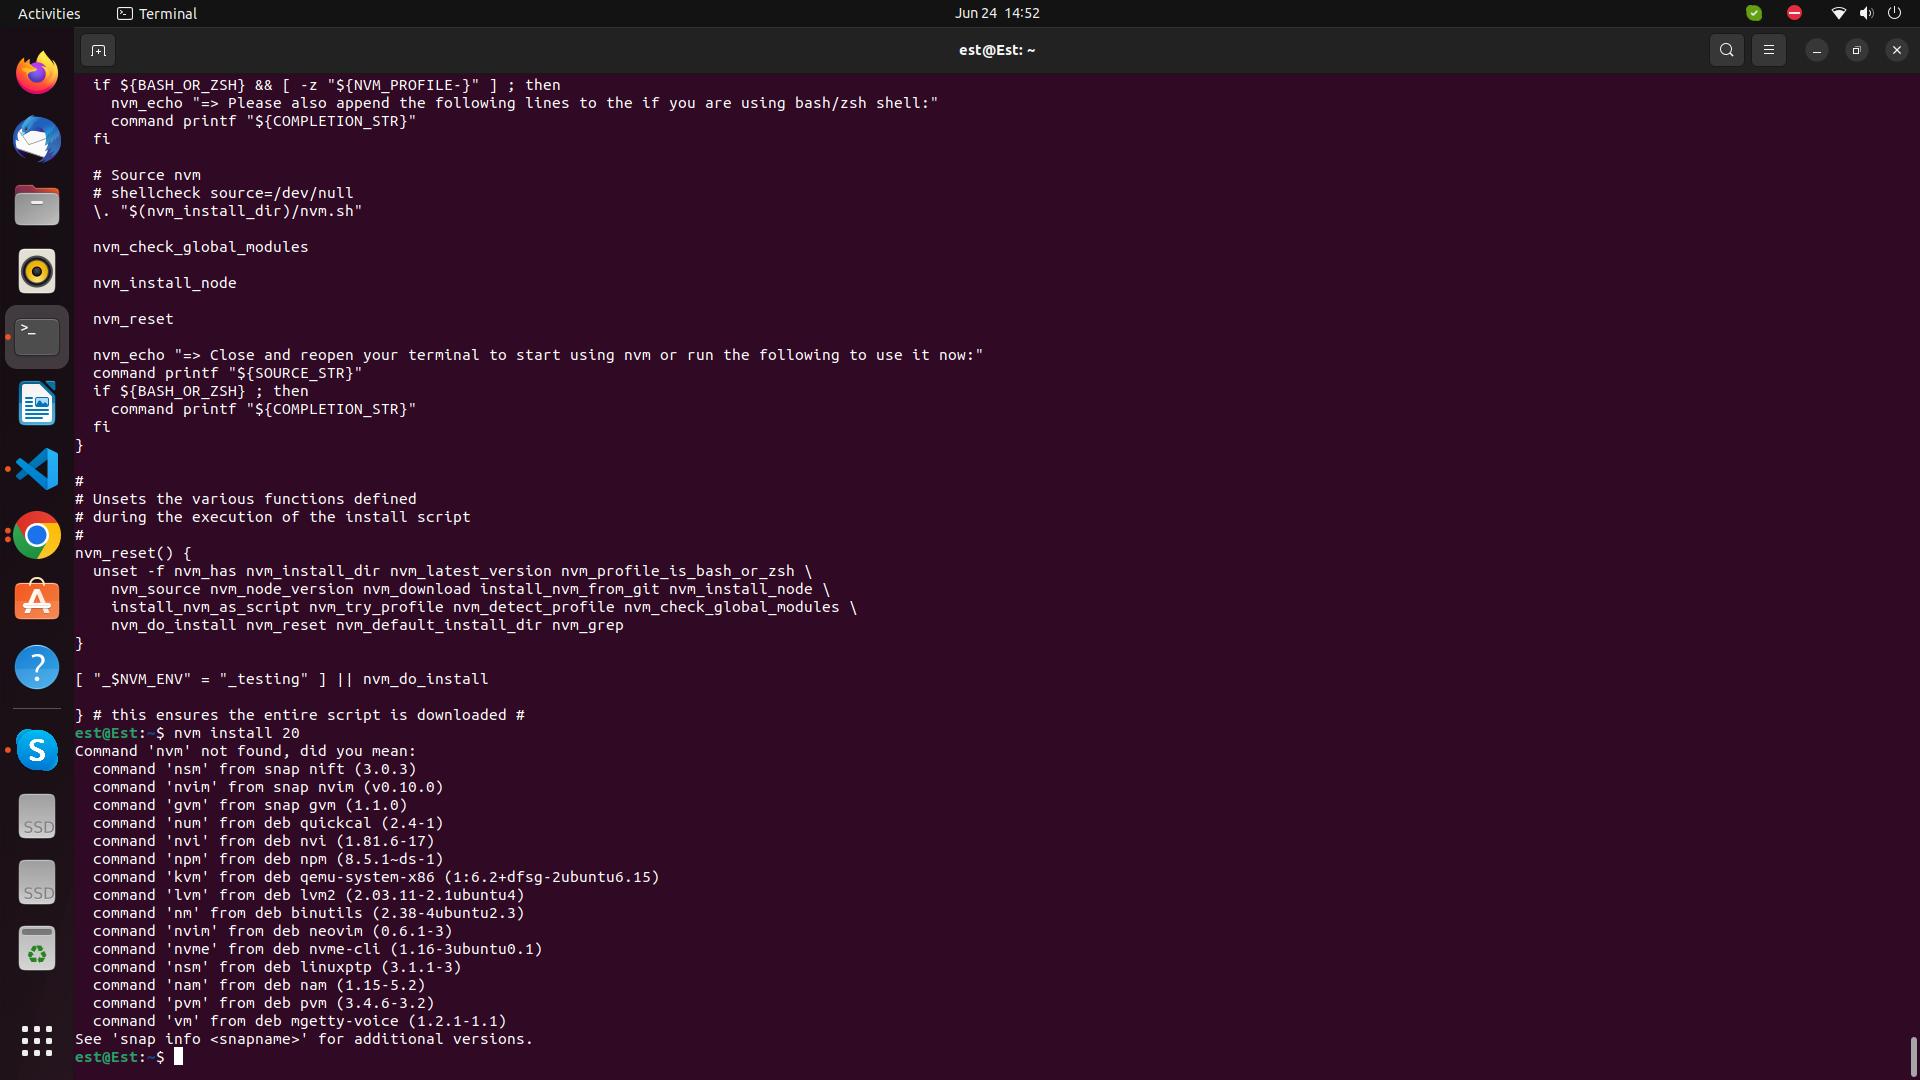 Activities
Terminal
Jun 24 14:52
est@Est: ~
if ${BASH_OR_ZSH} && [ -z "${NVM_PROFILE-}" ] ; then
nvm_echo "=> Please also append the following lines to the if you are using bash/zsh shell:"
command printf "${COMPLETION_STR}"
fi
# Source nvm
# shellcheck source=/dev/null
\. "$(nvm_install_dir)/nvm.sh"
nvm_check_global_modules
nvm_install_node
nvm_reset
nvm_echo "=> Close and reopen your terminal to start using nvm or run the following to use it now:"
command printf "${SOURCE_STR}"
if ${BASH_OR_ZSH} ; then
command printf "${COMPLETION_STR}"
fi
}
#
# Unsets the various functions defined
# during the execution of the install script
#
nvm_reset() {
unset -f nvm_has nvm_install_dir nvm_latest_version nvm_profile_is_bash_or_zsh \
nvm_source nvm_node_version nvm_download install_nvm_from_git nvm_install_node \
install_nvm_as_script nvm_try_profile nvm_detect_profile nvm_check_global_modules \
nvm_do_install nvm_reset nvm_default_install_dir nvm_grep
}
[ "_$NVM_ENV" = "_testing" ] || nvm_do_install
} # this ensures the entire script is downloaded #
est@Est:~$ nvm install 20
Command 'nvm' not found, did you mean:
command 'nsm' from snap nift (3.0.3)
command 'nvim' from snap nvim (v0.10.0)
command 'gvm' from snap gvm (1.1.0)
command 'num' from deb quickcal (2.4-1)
command 'nvi' from deb nvi (1.81.6-17)
command 'npm' from deb npm (8.5.1~ds-1)
command 'kvm' from deb qemu-system-x86 (1:6.2+dfsg-2ubuntu6.15)
command 'lvm' from deb lvm2 (2.03.11-2.1ubuntu4)
command 'nm' from deb binutils (2.38-4ubuntu2.3)
command 'nvim' from deb neovim (0.6.1-3)
command 'nvme' from deb nvme-cli (1.16-3ubuntu0.1)
command 'nsm' from deb linuxptp (3.1.1-3)
command 'nam' from deb nam (1.15-5.2)
command 'pvm' from deb pvm (3.4.6-3.2)
command 'vm' from deb mgetty-voice (1.2.1-1.1)
See 'snap info <snapname>' for additional versions.
est@Est:~$
>_
A
?
S
SSD
SSD